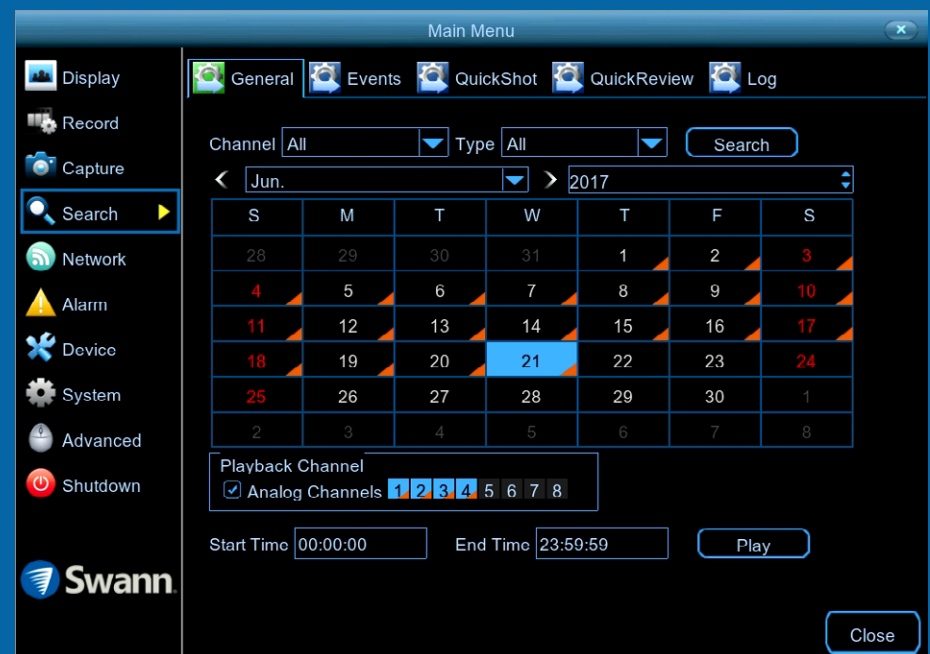 Main Menu
Display
Record
Capture
Search
Network
Alarm
Device
System
Advanced
Shutdown
Swann
General Events QuickShot QuickReview Log
Channel All Type All Search
Jun. 2017
S M T W T F S
28 29 30 31 1 2 3
4 5 6 7 8 9 10
11 12 13 14 15 16 17
18 19 20 21 22 23 24
25 26 27 28 29 30 1
2 3 4 5 6 7 8
Playback Channel
Analog Channels 1 2 3 4 5 6 7 8
Start Time 00:00:00 End Time 23:59:59 Play
Close